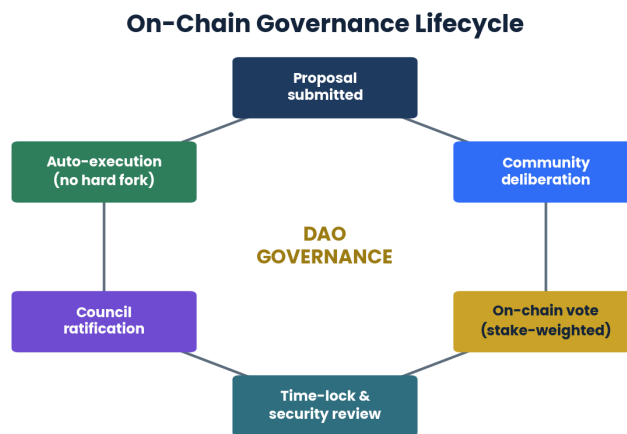 On-Chain Governance Lifecycle
Proposal
submitted
Auto-execution
(no hard fork)
Community
deliberation
DAO
GOVERNANCE
Council
ratification
On-chain vote
(stake-weighted)
Time-lock &
security review